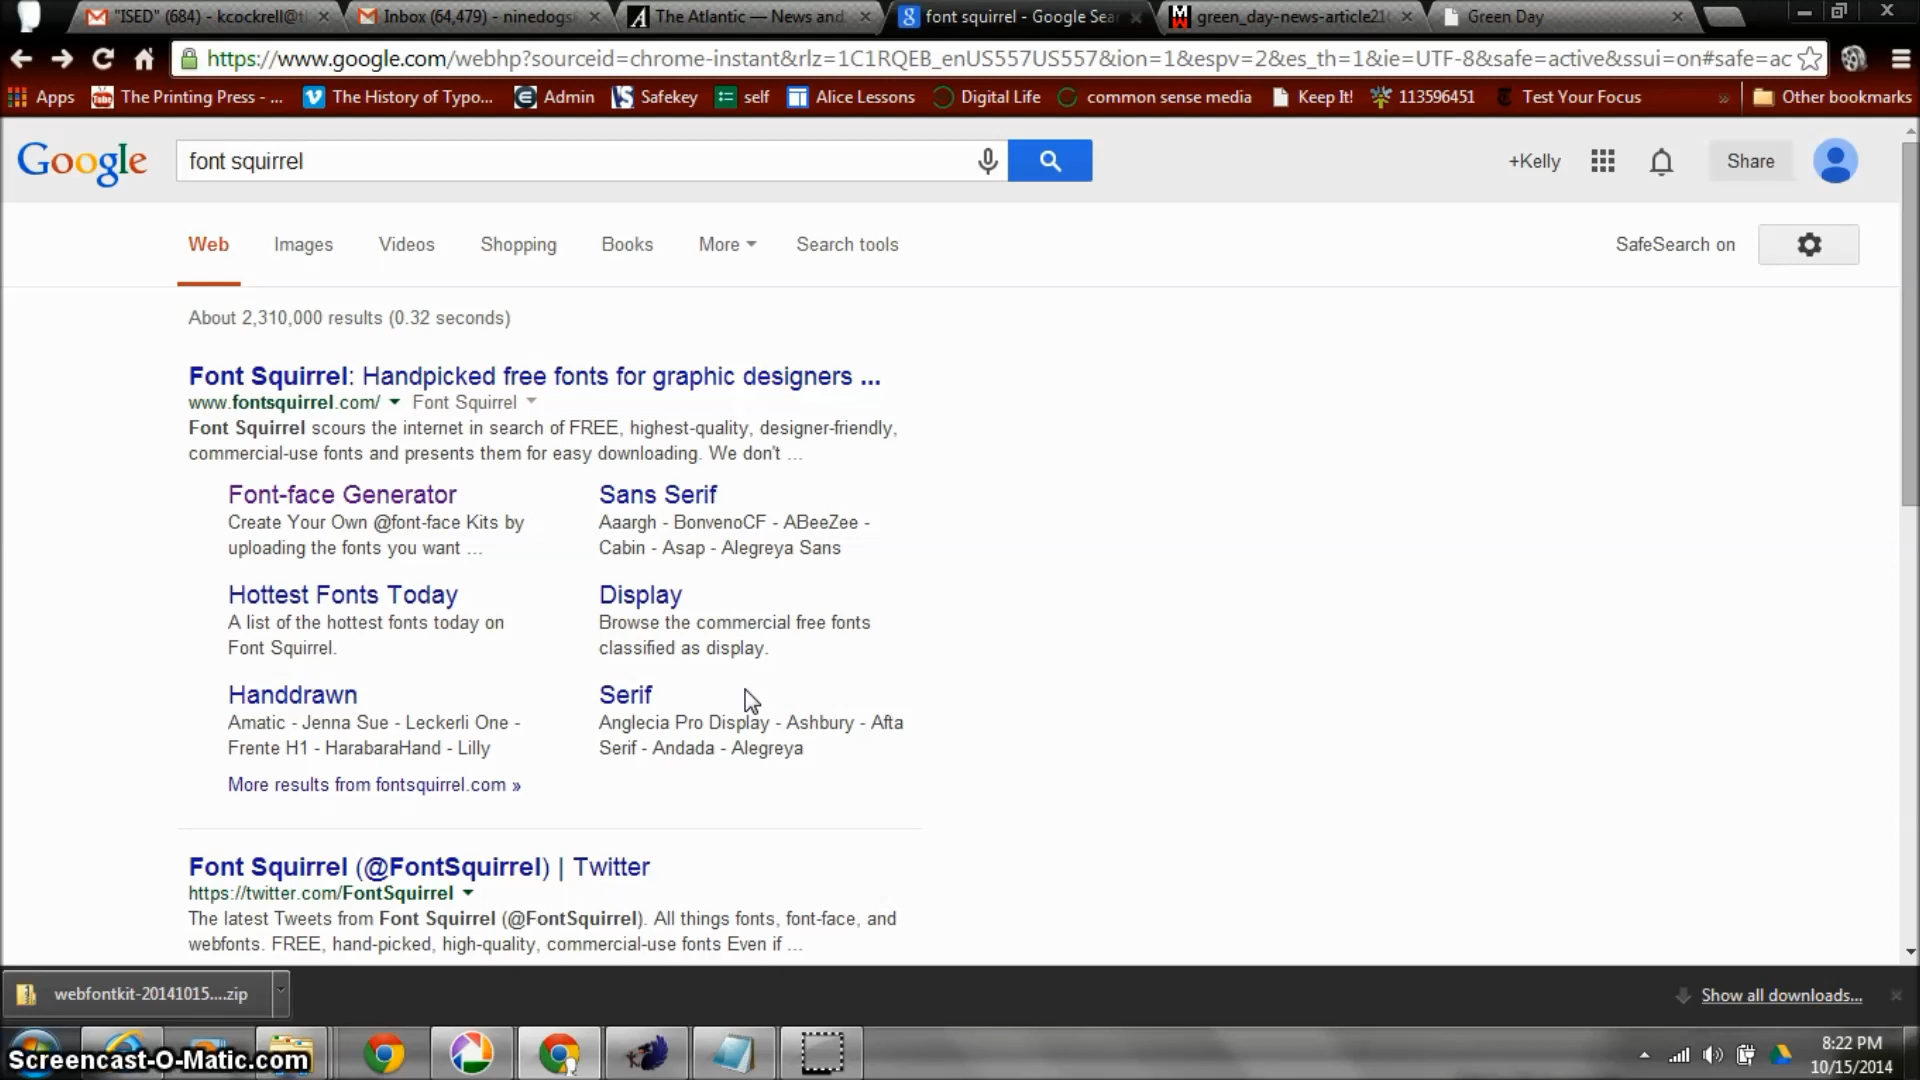 "ISED" (684) - kcockrell@t
Inbox (64,479) - ninedogs
The Atlantic — News and
font squirrel - Google Sea
green_day-news-article21
Green Day
https://www.google.com/webhp?sourceid=chrome-instant&rlz=1C1RQEB_enUS557US557&ion=1&espv=2&es_th=1&ie=UTF-8&safe=active&ssui=on#safe=ac
Apps
The Printing Press - ...
The History of Typo...
Admin
Safekey
self
Alice Lessons
Digital Life
common sense media
Keep It!
113596451
Test Your Focus
»
Other bookmarks
Google
font squirrel
+Kelly
Share
Web
Images
Videos
Shopping
Books
More
Search tools
SafeSearch on
About 2,310,000 results (0.32 seconds)
Font Squirrel: Handpicked free fonts for graphic designers ...
www.fontsquirrel.com/ Font Squirrel
Font Squirrel scours the internet in search of FREE, highest-quality, designer-friendly,
commercial-use fonts and presents them for easy downloading. We don't ...
Font-face Generator
Create Your Own @font-face Kits by
uploading the fonts you want ...
Sans Serif
Aaargh - BonvenoCF - ABeeZee -
Cabin - Asap - Alegreya Sans
Hottest Fonts Today
A list of the hottest fonts today on
Font Squirrel.
Display
Browse the commercial free fonts
classified as display.
Handdrawn
Amatic - Jenna Sue - Leckerli One -
Frente H1 - HarabaraHand - Lilly
Serif
Anglecia Pro Display - Ashbury - Afta
Serif - Andada - Alegreya
More results from fontsquirrel.com »
Font Squirrel (@FontSquirrel) | Twitter
https://twitter.com/FontSquirrel
The latest Tweets from Font Squirrel (@FontSquirrel). All things fonts, font-face, and
webfonts. FREE, hand-picked, high-quality, commercial-use fonts Even if ...
webfontkit-20141015....zip
Show all downloads...
Screencast-O-Matic.com
8:22 PM
10/15/2014